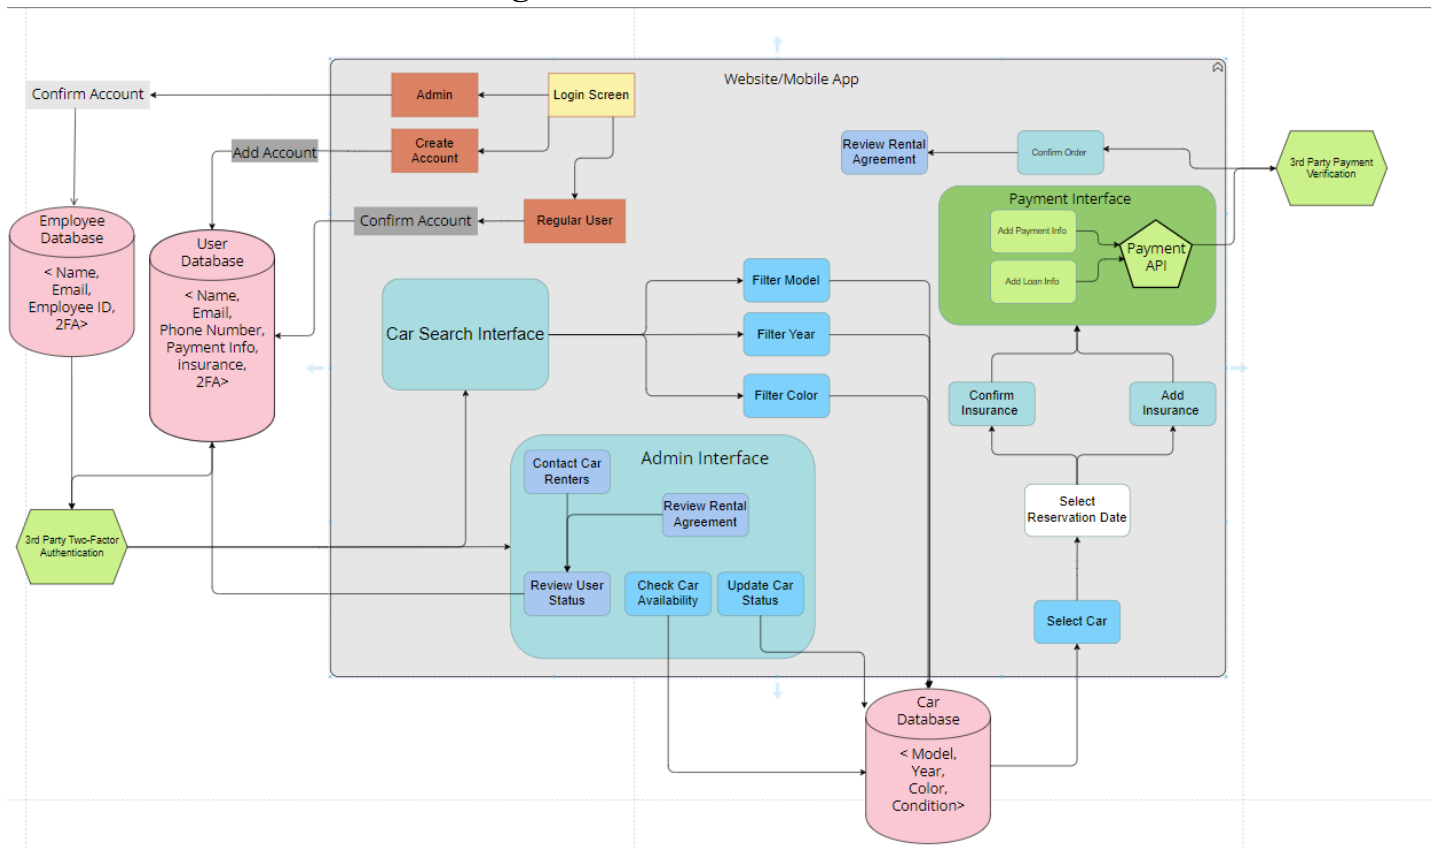 Website/Mobile App
Confirm Account
Admin
Login Screen
Add Account
Create
Account
Review Rental
Agreement
Confirm Order
3rd Party Payment
Verification
Confirm Account
Regular User
Payment Interface
Add Payment Info
Add Loan Info
Payment
API
Employee
Database
< Name,
Email,
Employee ID,
2FA>
User
Database
< Name,
Email,
Phone Number,
Payment Info,
insurance,
2FA>
Car Search Interface
Filter Model
Filter Year
Filter Color
Confirm
Insurance
Add
Insurance
Admin Interface
Contact Car
Renters
Review Rental
Agreement
Select
Reservation Date
3rd Party Two-Factor
Authentication
Review User
Status
Check Car
Availability
Update Car
Status
Select Car
Car
Database
< Model,
Year,
Color,
Condition>